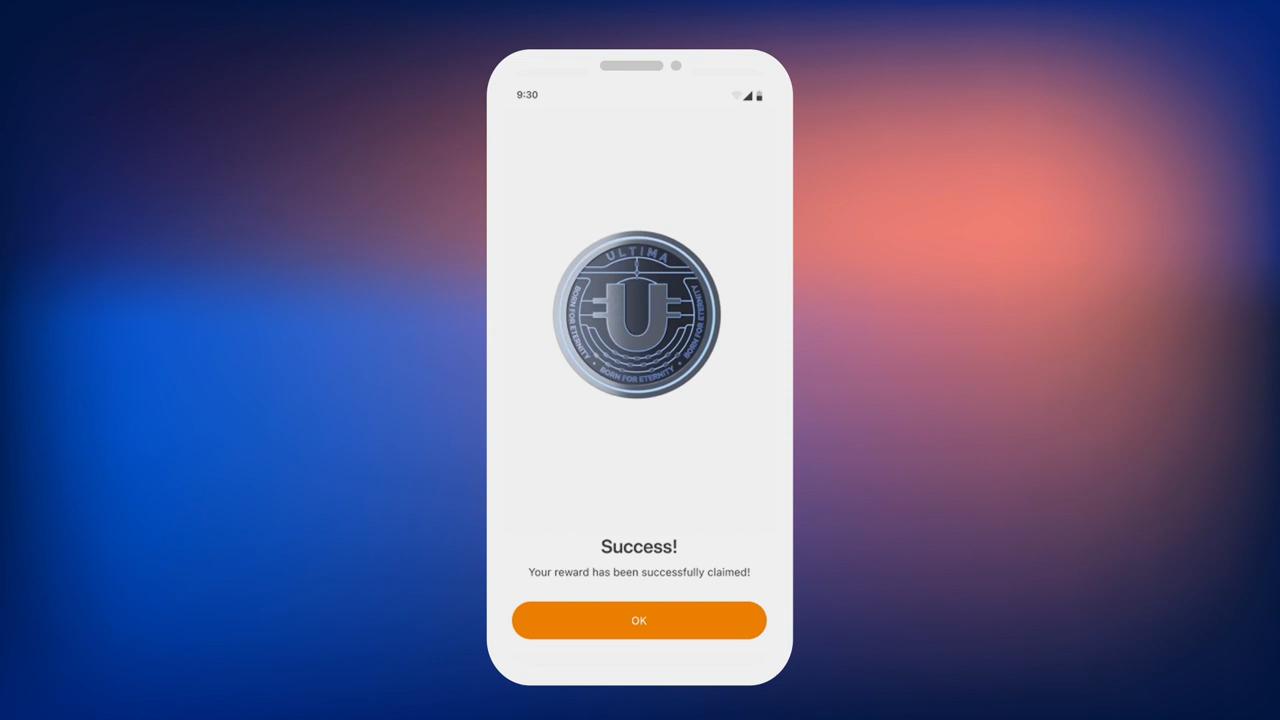 9:30
ULTIMA
BORN FOR ETERNITY
U
BORN FOR ETERNITY
BORN FOR ETERNITY
Success!
Your reward has been successfully claimed!
OK